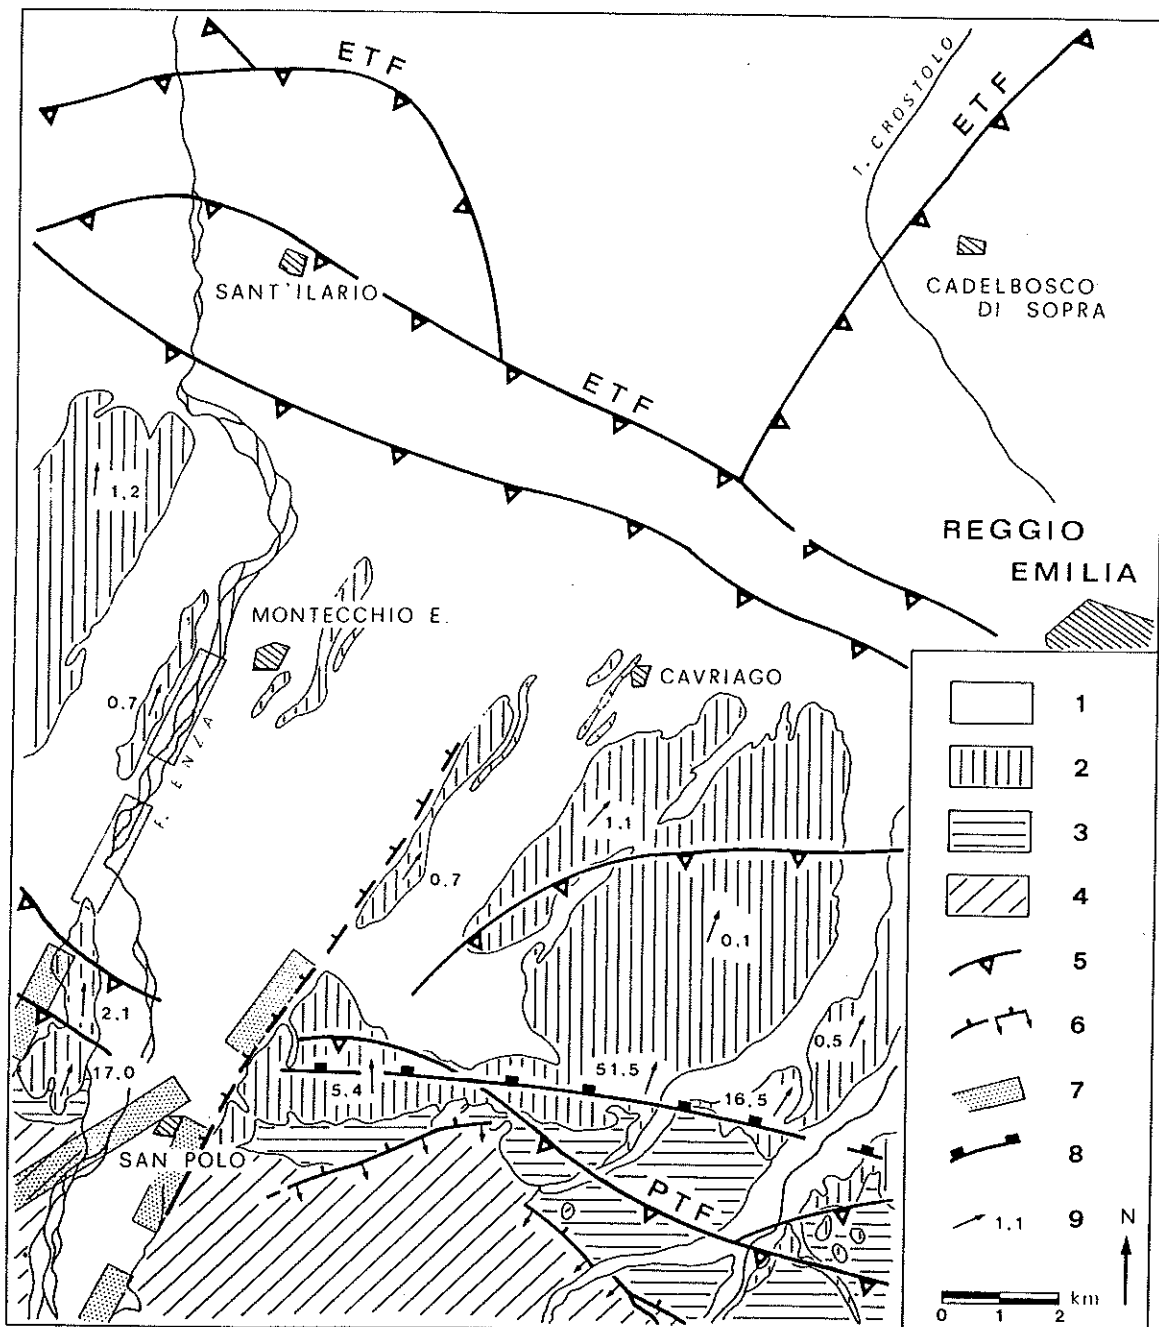 ETF
T. CROSTOLO
ETF
SANT'ILARIO
CADELBOSCO
DI SOPRA
ETF
1,2
REGGIO
EMILIA
MONTECCHIO E.
CAVRIAGO
0.7
F. ENZA
1.1
0.7
0.1
2.1
17.0
5.4
51.5
16.5
0.5
SAN POLO
PTF
1
2
3
4
5
6
7
8
1,1
9
N
0 1 2 km